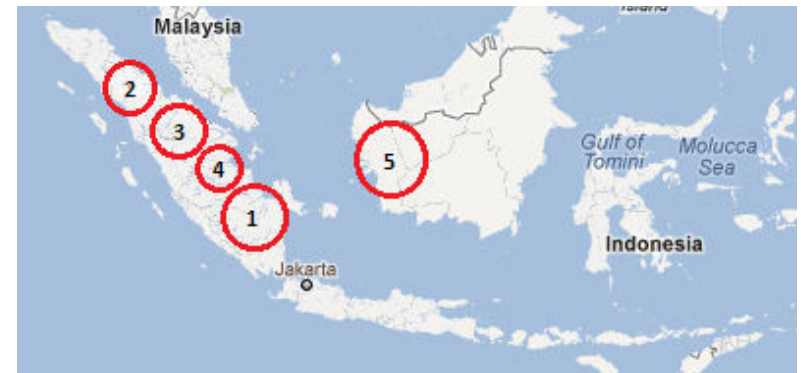 Malaysia
2
3
4
5
1
Gulf of
Tomini
Molucca
Sea
Indonesia
Jakarta